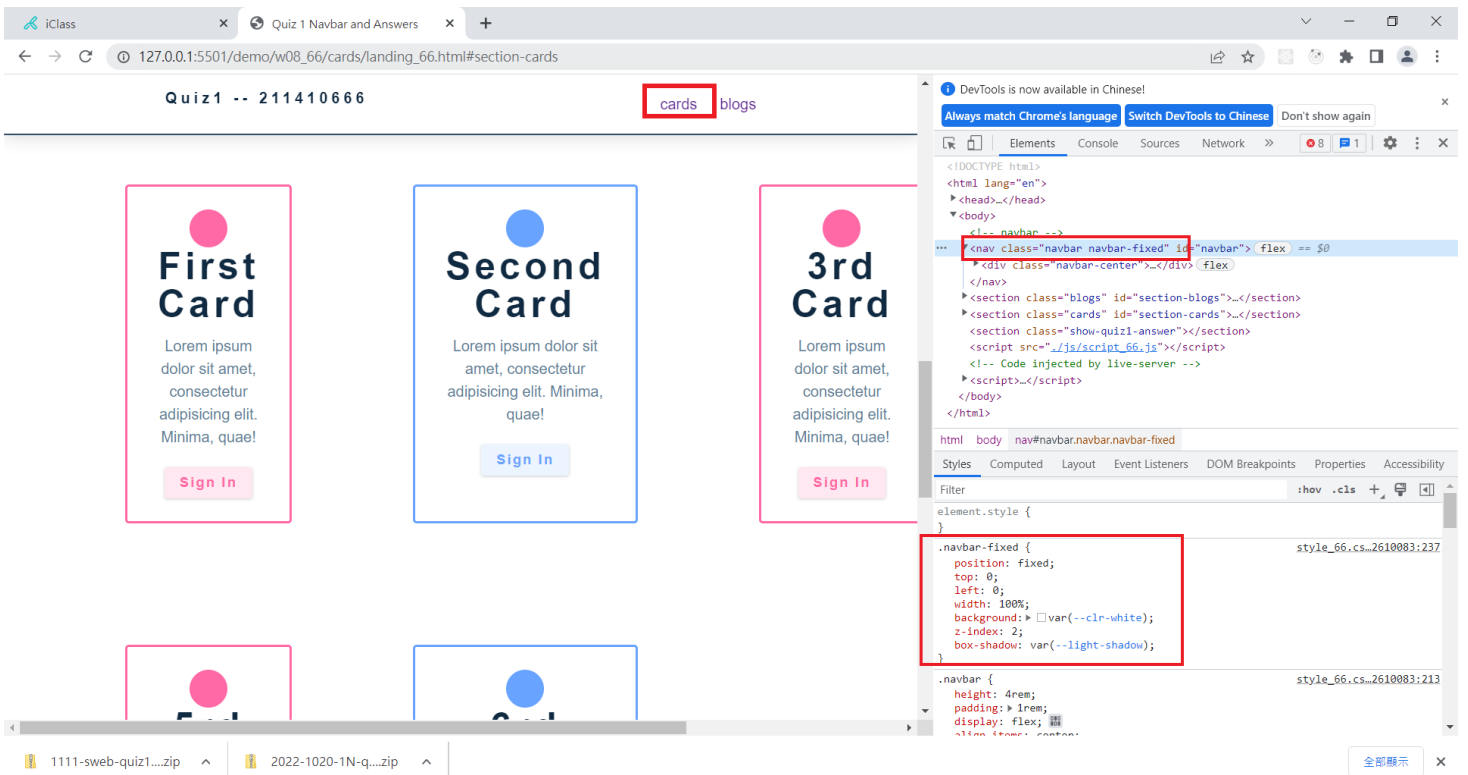 iClass
Quiz 1 Navbar and Answers
127.0.0.1:5501/demo/w08_66/cards/landing_66.html#section-cards
Quiz1 -- 211410666
cards blogs
First Card
Lorem ipsum
dolor sit amet,
consectetur
adipisicing elit.
Minima, quae!
Sign In
Second Card
Lorem ipsum dolor sit
amet, consectetur
adipisicing elit. Minima,
quae!
Sign In
3rd Card
Lorem ipsum
dolor sit amet,
consectetur
adipisicing elit.
Minima, quae!
Sign In
DevTools is now available in Chinese!
Always match Chrome's language Switch DevTools to Chinese Don't show again
Elements Console Sources Network » 8 1
<!DOCTYPE html>
<html lang="en">
<head>…</head>
<body>
<!-- navbar -->
<nav class="navbar navbar-fixed" id="navbar"> flex == $0
<div class="navbar-center">…</div> flex
</nav>
<section class="blogs" id="section-blogs">…</section>
<section class="cards" id="section-cards">…</section>
<section class="show-quiz1-answer"></section>
<script src="./js/script_66.js"></script>
<!-- Code injected by live-server -->
<script>…</script>
</body>
</html>
html body nav#navbar.navbar.navbar-fixed
Styles Computed Layout Event Listeners DOM Breakpoints Properties Accessibility
Filter :hov .cls
element.style {
}
.navbar-fixed { style_66.cs…2610083:237
position: fixed;
top: 0;
left: 0;
width: 100%;
background: var(--clr-white);
z-index: 2;
box-shadow: var(--light-shadow);
}
.navbar { style_66.cs…2610083:213
height: 4rem;
padding: 1rem;
display: flex;
align-items: center;
1111-sweb-quiz1....zip
2022-1020-1N-q....zip
全部顯示